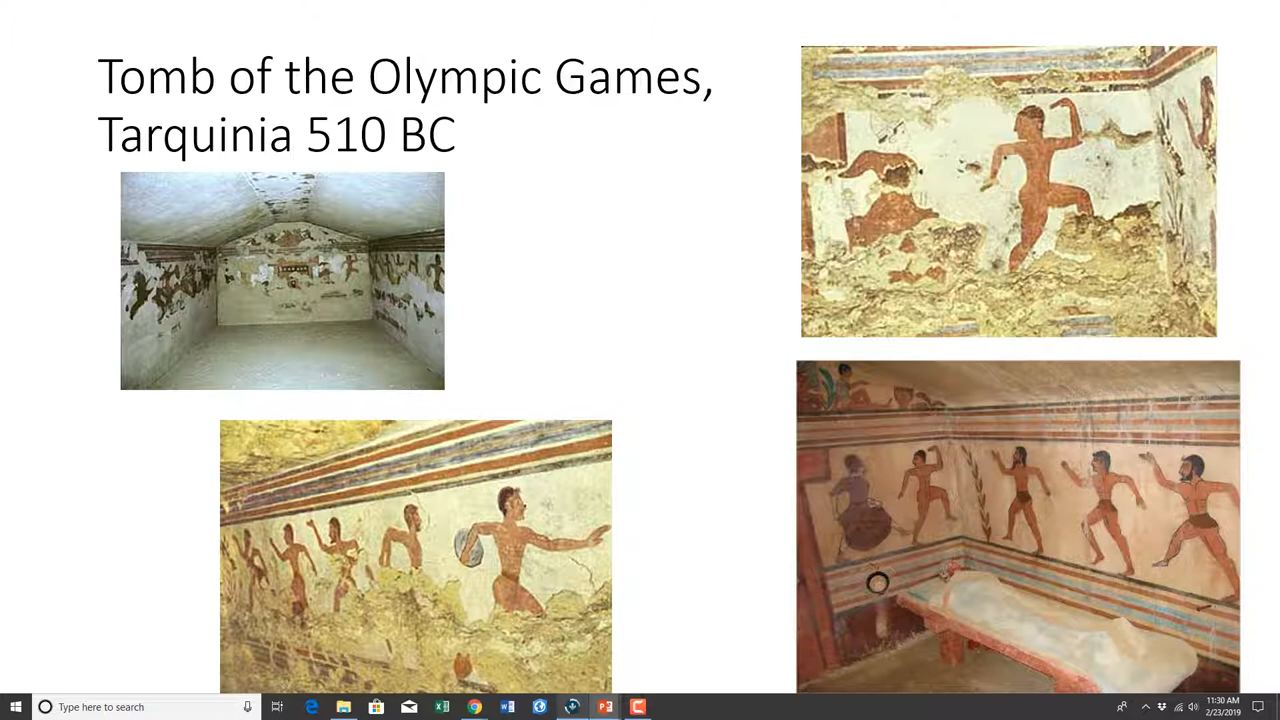 Tomb of the Olympic Games,
Tarquinia 510 BC
Type here to search
11:30 AM
2/23/2019